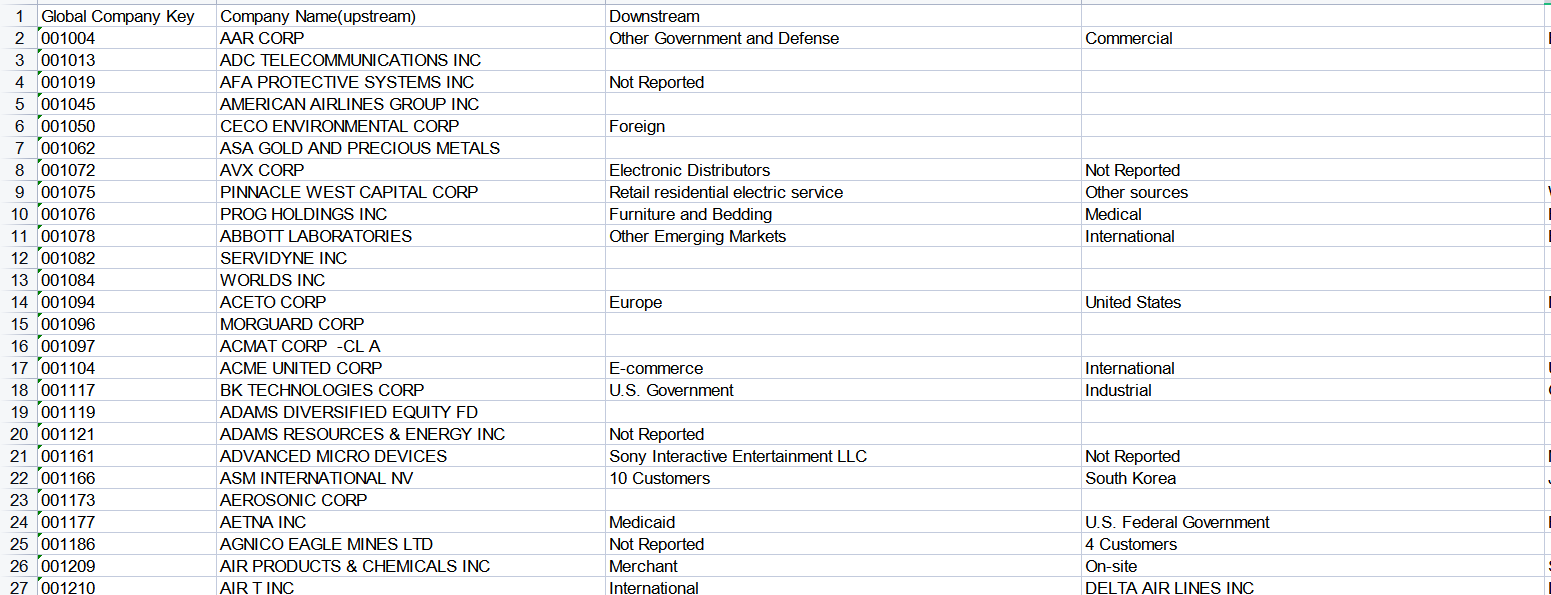 1 Global Company Key Company Name(upstream) Downstream
2 001004 AAR CORP Other Government and Defense Commercial
3 001013 ADC TELECOMMUNICATIONS INC
4 001019 AFA PROTECTIVE SYSTEMS INC Not Reported
5 001045 AMERICAN AIRLINES GROUP INC
6 001050 CECO ENVIRONMENTAL CORP Foreign
7 001062 ASA GOLD AND PRECIOUS METALS
8 001072 AVX CORP Electronic Distributors Not Reported
9 001075 PINNACLE WEST CAPITAL CORP Retail residential electric service Other sources
10 001076 PROG HOLDINGS INC Furniture and Bedding Medical
11 001078 ABBOTT LABORATORIES Other Emerging Markets International
12 001082 SERVIDYNE INC
13 001084 WORLDS INC
14 001094 ACETO CORP Europe United States
15 001096 MORGUARD CORP
16 001097 ACMAT CORP  -CL A
17 001104 ACME UNITED CORP E-commerce International
18 001117 BK TECHNOLOGIES CORP U.S. Government Industrial
19 001119 ADAMS DIVERSIFIED EQUITY FD
20 001121 ADAMS RESOURCES & ENERGY INC Not Reported
21 001161 ADVANCED MICRO DEVICES Sony Interactive Entertainment LLC Not Reported
22 001166 ASM INTERNATIONAL NV 10 Customers South Korea
23 001173 AEROSONIC CORP
24 001177 AETNA INC Medicaid U.S. Federal Government
25 001186 AGNICO EAGLE MINES LTD Not Reported 4 Customers
26 001209 AIR PRODUCTS & CHEMICALS INC Merchant On-site
27 001210 AIR T INC International DELTA AIR LINES INC